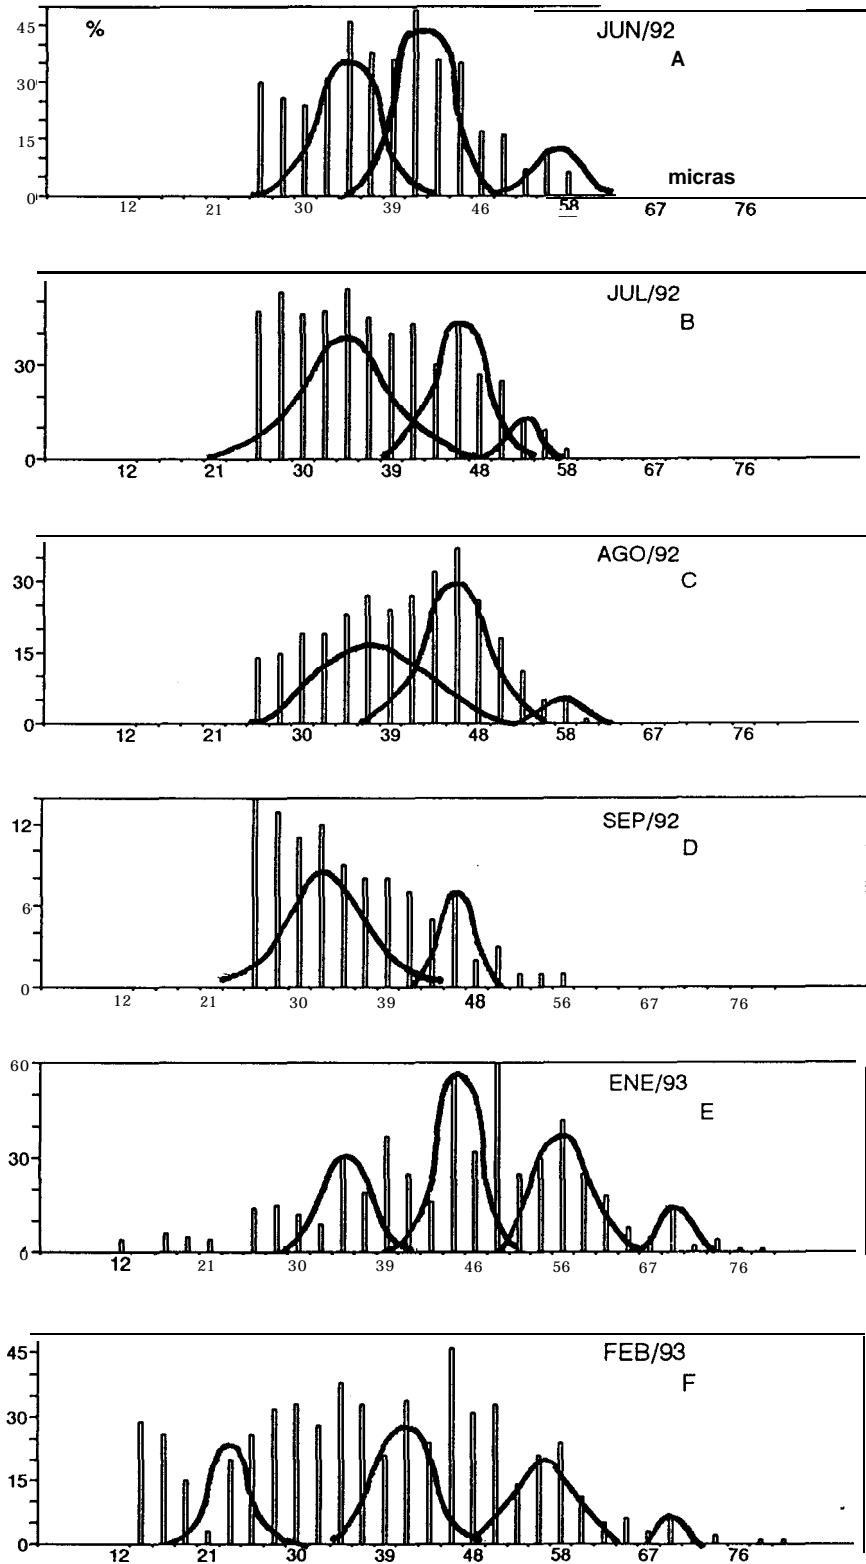 45 % JUN/92
A
30
15
micras
0
12 21 30 39 46 58 67 76
JUL/92
B
30
0
12 21 30 39 48 58 67 76
AGO/92
C
30
15
0
12 21 30 39 48 58 67 76
SEP/92
12
D
6
0
12 21 30 39 48 56 67 76
60
ENE/93
E
30
0
12 21 30 39 46 56 67 76
45 FEB/93
F
30
15
0
12 21 30 39 48 58 67 76